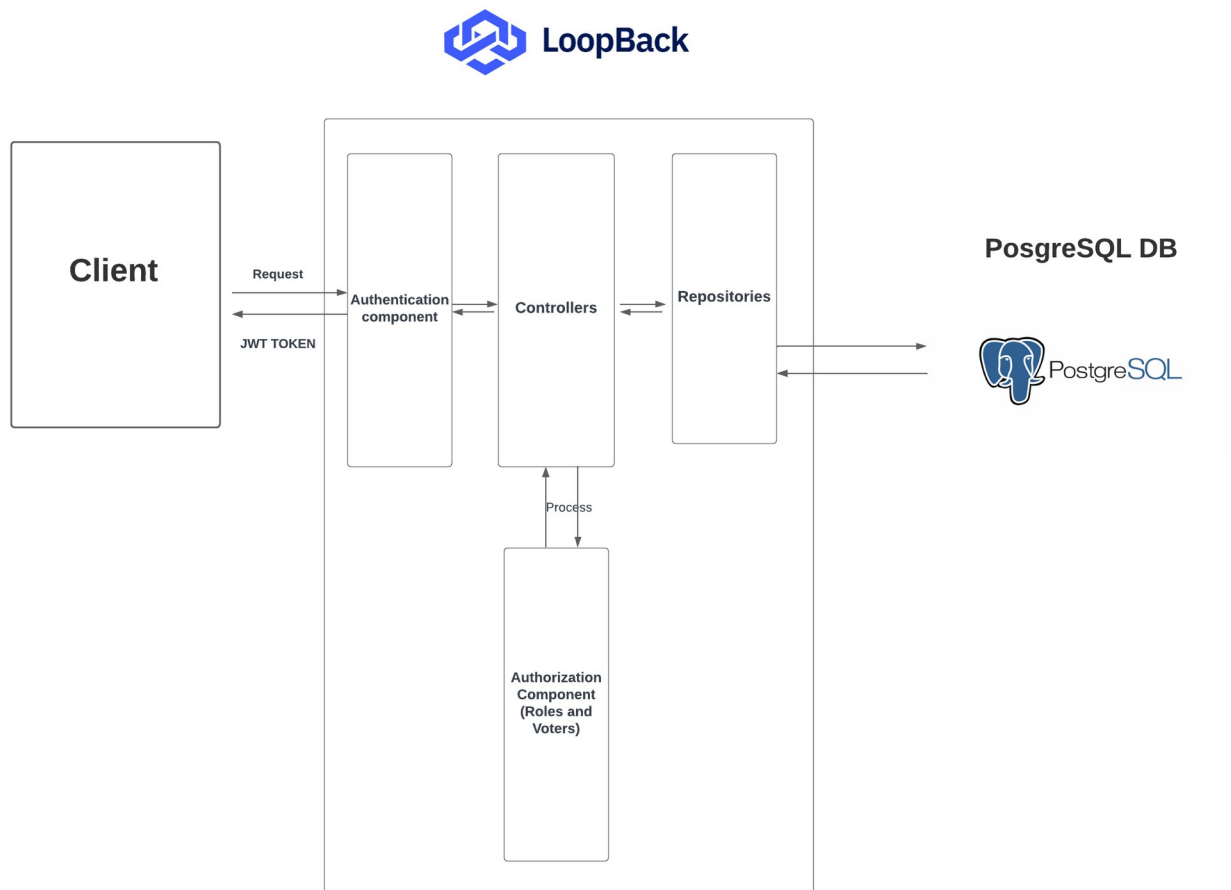 LoopBack
Client
Request
JWT TOKEN
Authentication
component
Controllers
Repositories
PosgreSQL DB
PostgreSQL
Process
Authorization
Component
(Roles and
Voters)